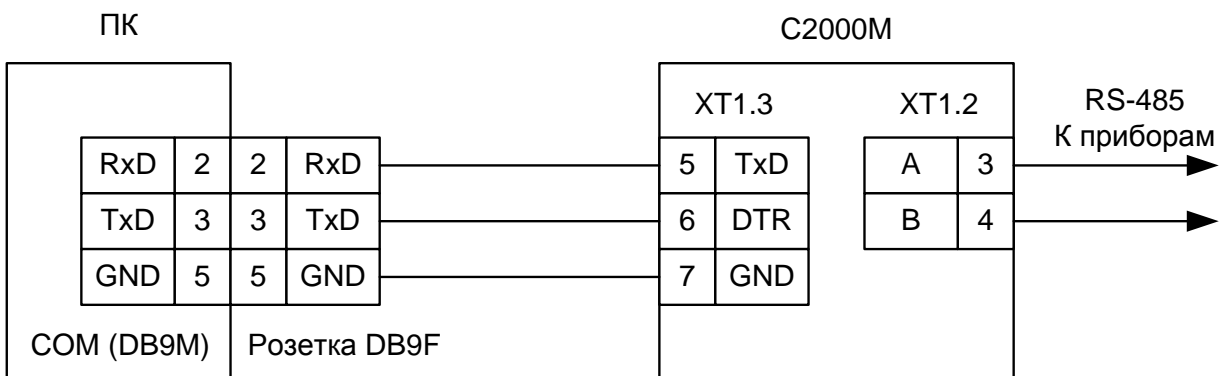 ПК
С2000М
XT1.3 XT1.2 RS-485
К приборам
RxD 2 2 RxD 5 TxD A 3
TxD 3 3 TxD 6 DTR B 4
GND 5 5 GND 7 GND
COM (DB9M) Розетка DB9F